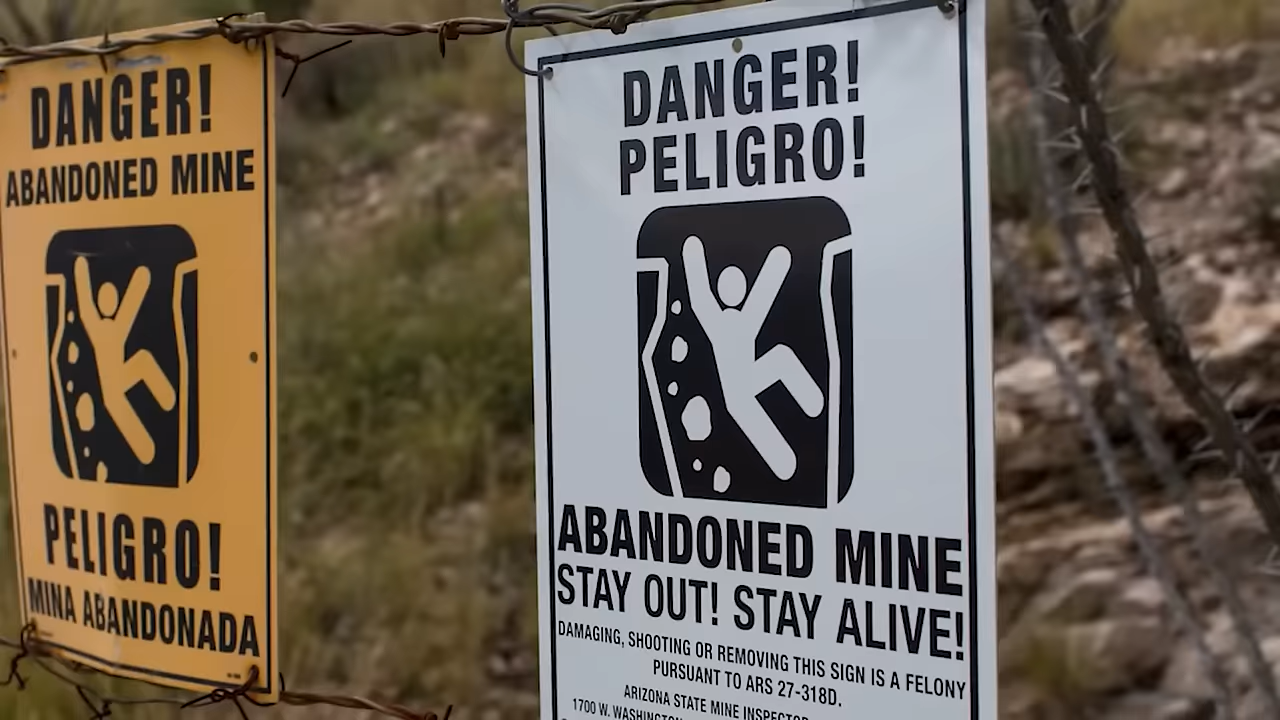 DANGER!
ABANDONED MINE
PELIGRO!
MINA ABANDONADA
DANGER!
PELIGRO!
ABANDONED MINE
STAY OUT! STAY ALIVE!
DAMAGING, SHOOTING OR REMOVING THIS SIGN IS A FELONY
PURSUANT TO ARS 27-318D.
ARIZONA STATE MINE INSPECTOR
1700 W. WASHINGTON